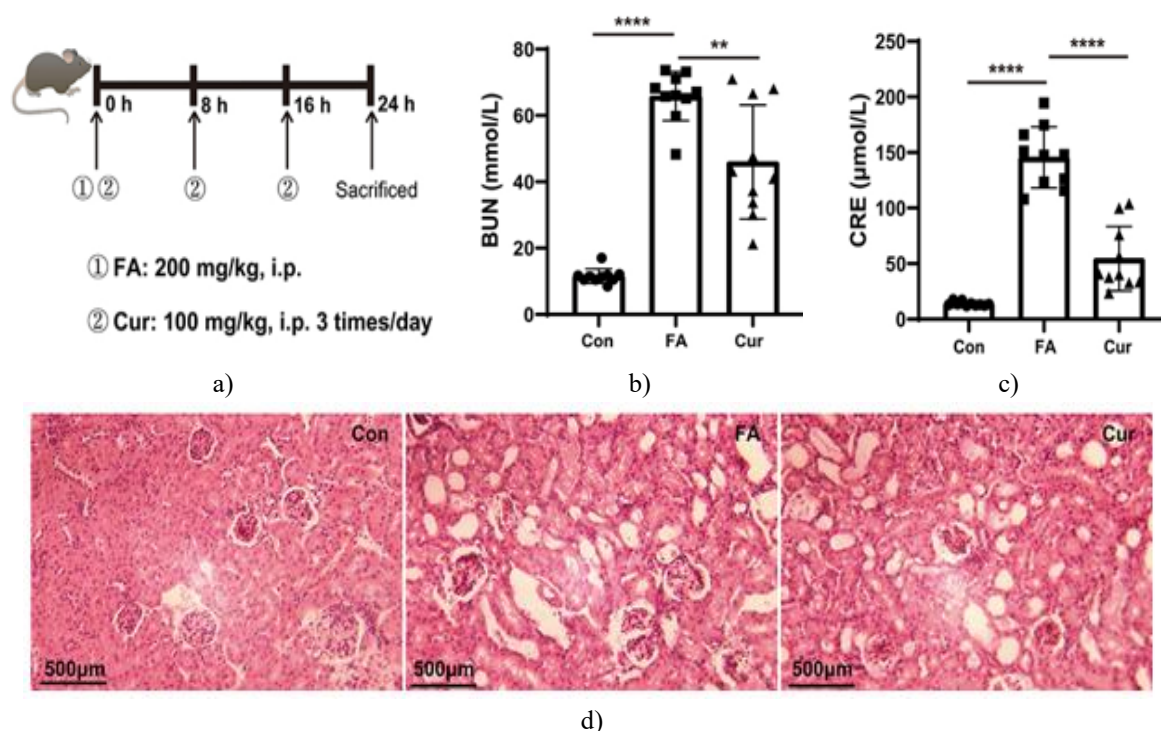 0 h 8 h 16 h 24 h
① ② ② ② Sacrificed
① FA: 200 mg/kg, i.p.
② Cur: 100 mg/kg, i.p. 3 times/day
a)
BUN (mmol/L)
80
60
40
20
0
**** **
Con FA Cur
b)
CRE (μmol/L)
250
200
150
100
50
0
**** ****
Con FA Cur
c)
Con
500μm
FA
500μm
Cur
500μm
d)